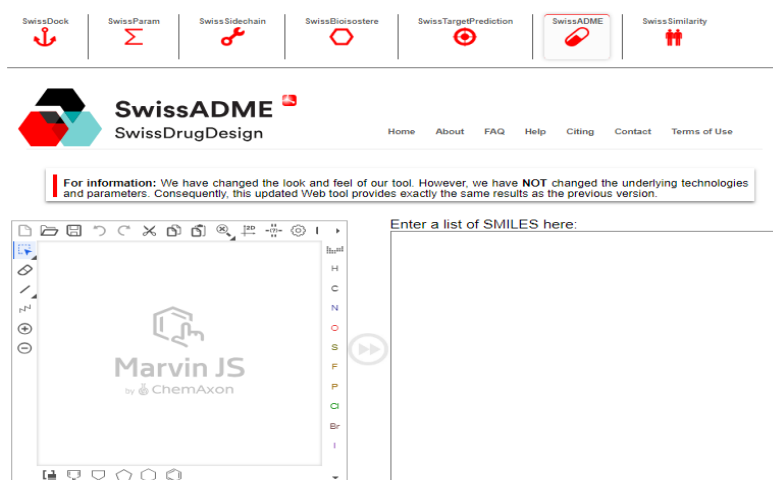 SwissDock SwissParam SwissSidechain SwissBioisostere SwissTargetPrediction SwissADME SwissSimilarity
SwissADME
SwissDrugDesign
Home About FAQ Help Citing Contact Terms of Use
For information: We have changed the look and feel of our tool. However, we have NOT changed the underlying technologies
and parameters. Consequently, this updated Web tool provides exactly the same results as the previous version.
Enter a list of SMILES here:
2D
H
C
N
O
S
F
P
Cl
Br
I
Marvin JS
by ChemAxon